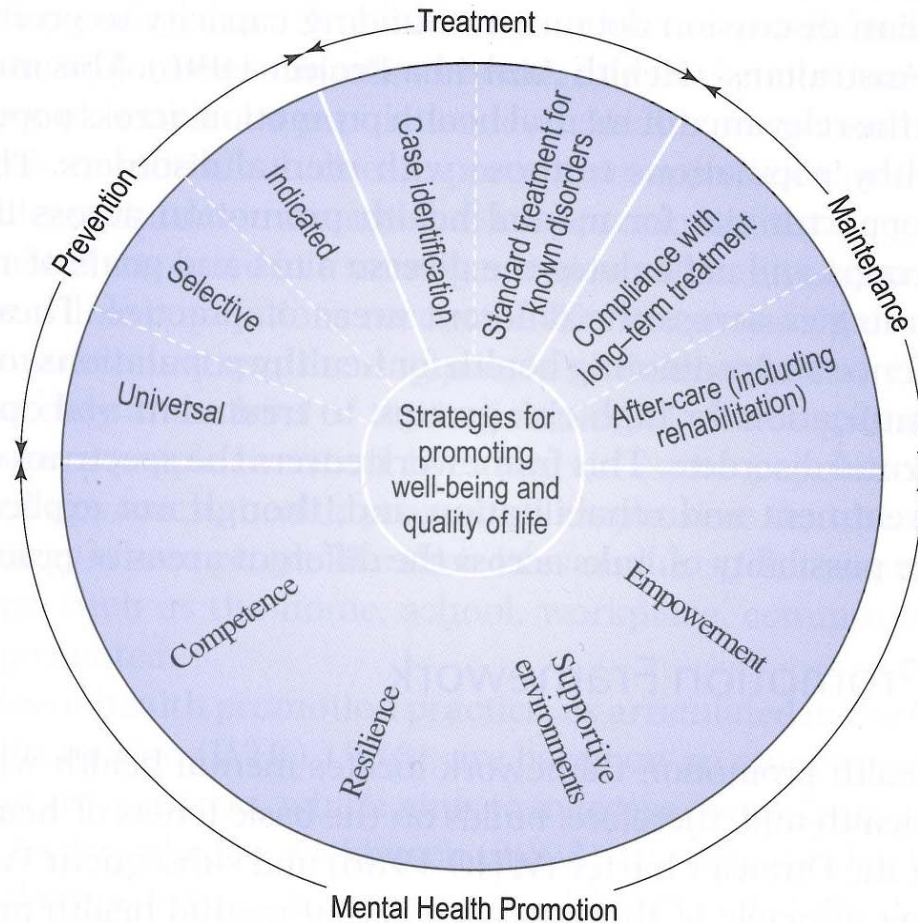 Treatment
Prevention
Maintenance
Universal
Selective
Indicated
Case identification
Standard treatment for
known disorders
Compliance with
long–term treatment
After-care (including
rehabilitation)
Strategies for
promoting
well-being and
quality of life
Competence
Resilience
Supportive
environments
Empowerment
Mental Health Promotion